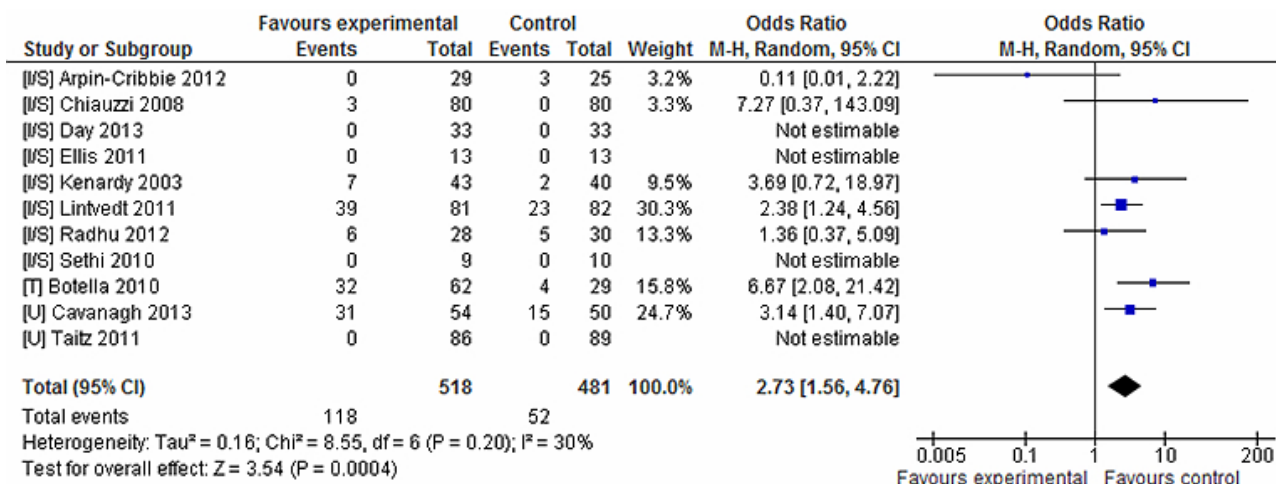 Favours experimental Control Odds Ratio Odds Ratio
Study or Subgroup Events Total Events Total Weight M-H, Random, 95% CI M-H, Random, 95% CI
[I/S] Arpin-Cribbie 2012 0 29 3 25 3.2% 0.11 [0.01, 2.22]
[I/S] Chiauzzi 2008 3 80 0 80 3.3% 7.27 [0.37, 143.09]
[I/S] Day 2013 0 33 0 33 Not estimable
[I/S] Ellis 2011 0 13 0 13 Not estimable
[I/S] Kenardy 2003 7 43 2 40 9.5% 3.69 [0.72, 18.97]
[I/S] Lintvedt 2011 39 81 23 82 30.3% 2.38 [1.24, 4.56]
[I/S] Radhu 2012 6 28 5 30 13.3% 1.36 [0.37, 5.09]
[I/S] Sethi 2010 0 9 0 10 Not estimable
[T] Botella 2010 32 62 4 29 15.8% 6.67 [2.08, 21.42]
[U] Cavanagh 2013 31 54 15 50 24.7% 3.14 [1.40, 7.07]
[U] Taitz 2011 0 86 0 89 Not estimable
Total (95% CI) 518 481 100.0% 2.73 [1.56, 4.76]
Total events 118 52
Heterogeneity: Tau² = 0.16; Chi² = 8.55, df = 6 (P = 0.20); I² = 30%
Test for overall effect: Z = 3.54 (P = 0.0004)
0.005 0.1 1 10 200
Favours experimental Favours control